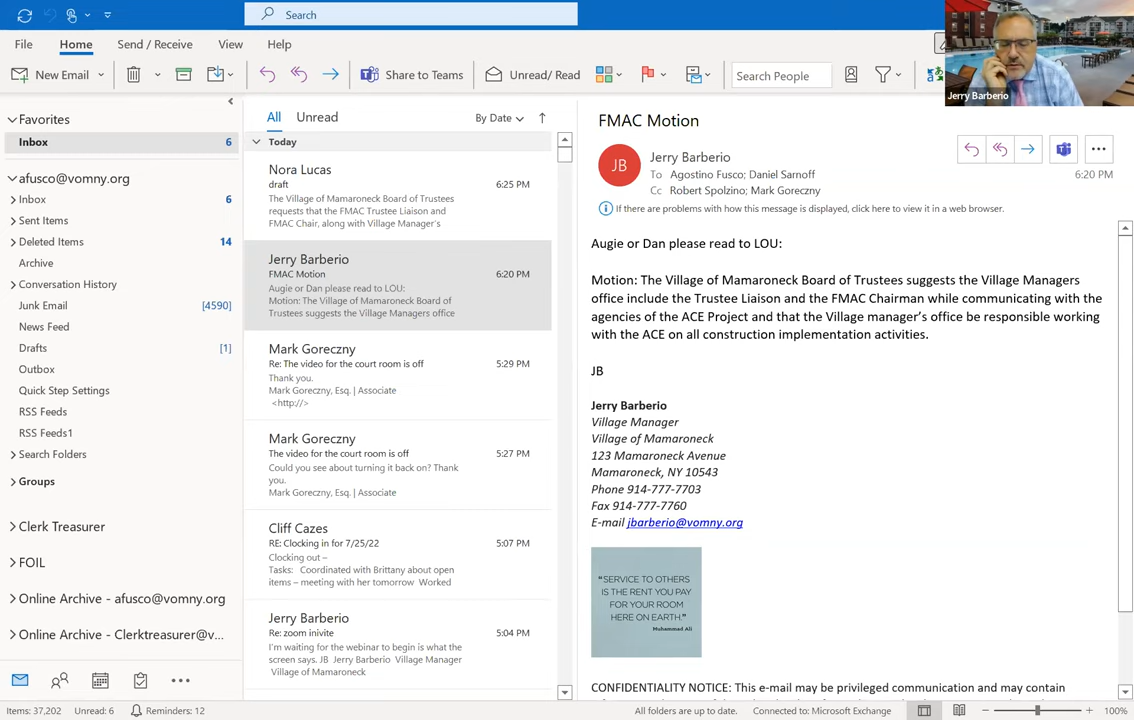 Search
File Home Send / Receive View Help
New Email Share to Teams Unread/ Read Search People
Jerry Barberio
Favorites
Inbox 6
afusco@vomny.org
Inbox 6
Sent Items
Deleted Items 14
Archive
Conversation History
Junk Email [4590]
News Feed
Drafts [1]
Outbox
Quick Step Settings
RSS Feeds
RSS Feeds1
Search Folders
Groups
Clerk Treasurer
FOIL
Online Archive - afusco@vomny.org
Online Archive - Clerktreasurer@v...
All Unread By Date
Today
Nora Lucas
draft 6:25 PM
The Village of Mamaroneck Board of Trustees
requests that the FMAC Trustee Liaison and
FMAC Chair, along with Village Manager's
Jerry Barberio
FMAC Motion 6:20 PM
Augie or Dan please read to LOU:
Motion: The Village of Mamaroneck Board of
Trustees suggests the Village Managers office
Mark Goreczny
Re: The video for the court room is off 5:29 PM
Thank you.
Mark Goreczny, Esq. | Associate
<http://>
Mark Goreczny
The video for the court room is off 5:27 PM
Could you see about turning it back on? Thank
you.
Mark Goreczny, Esq. | Associate
Cliff Cazes
RE: Clocking in for 7/25/22 5:07 PM
Clocking out –
Tasks: Coordinated with Brittany about open
items – meeting with her tomorrow Worked
Jerry Barberio
Re: zoom inivite 5:04 PM
I'm waiting for the webinar to begin is what the
screen says. JB Jerry Barberio Village Manager
Village of Mamaroneck
FMAC Motion
JB
Jerry Barberio
To Agostino Fusco; Daniel Sarnoff
Cc Robert Spolzino; Mark Goreczny
6:20 PM
If there are problems with how this message is displayed, click here to view it in a web browser.
Augie or Dan please read to LOU:
Motion: The Village of Mamaroneck Board of Trustees suggests the Village Managers
office include the Trustee Liaison and the FMAC Chairman while communicating with the
agencies of the ACE Project and that the Village manager's office be responsible working
with the ACE on all construction implementation activities.
JB
Jerry Barberio
Village Manager
Village of Mamaroneck
123 Mamaroneck Avenue
Mamaroneck, NY 10543
Phone 914-777-7703
Fax 914-777-7760
E-mail jbarberio@vomny.org
“SERVICE TO OTHERS
IS THE RENT YOU PAY
FOR YOUR ROOM
HERE ON EARTH.”
Muhammad Ali
CONFIDENTIALITY NOTICE: This e-mail may be privileged communication and may contain
Items: 37,202 Unread: 6 Reminders: 12 All folders are up to date. Connected to: Microsoft Exchange 100%